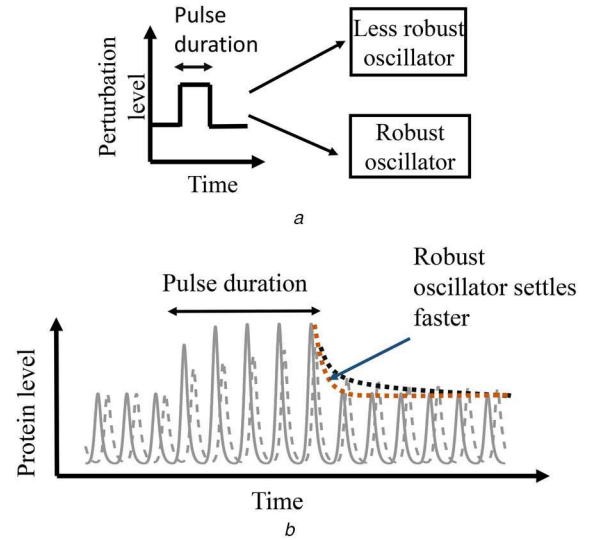 Pulse
duration
Perturbation
level
Time
Less robust
oscillator
Robust
oscillator
a
Pulse duration
Robust
oscillator settles
faster
Protein level
Time
b